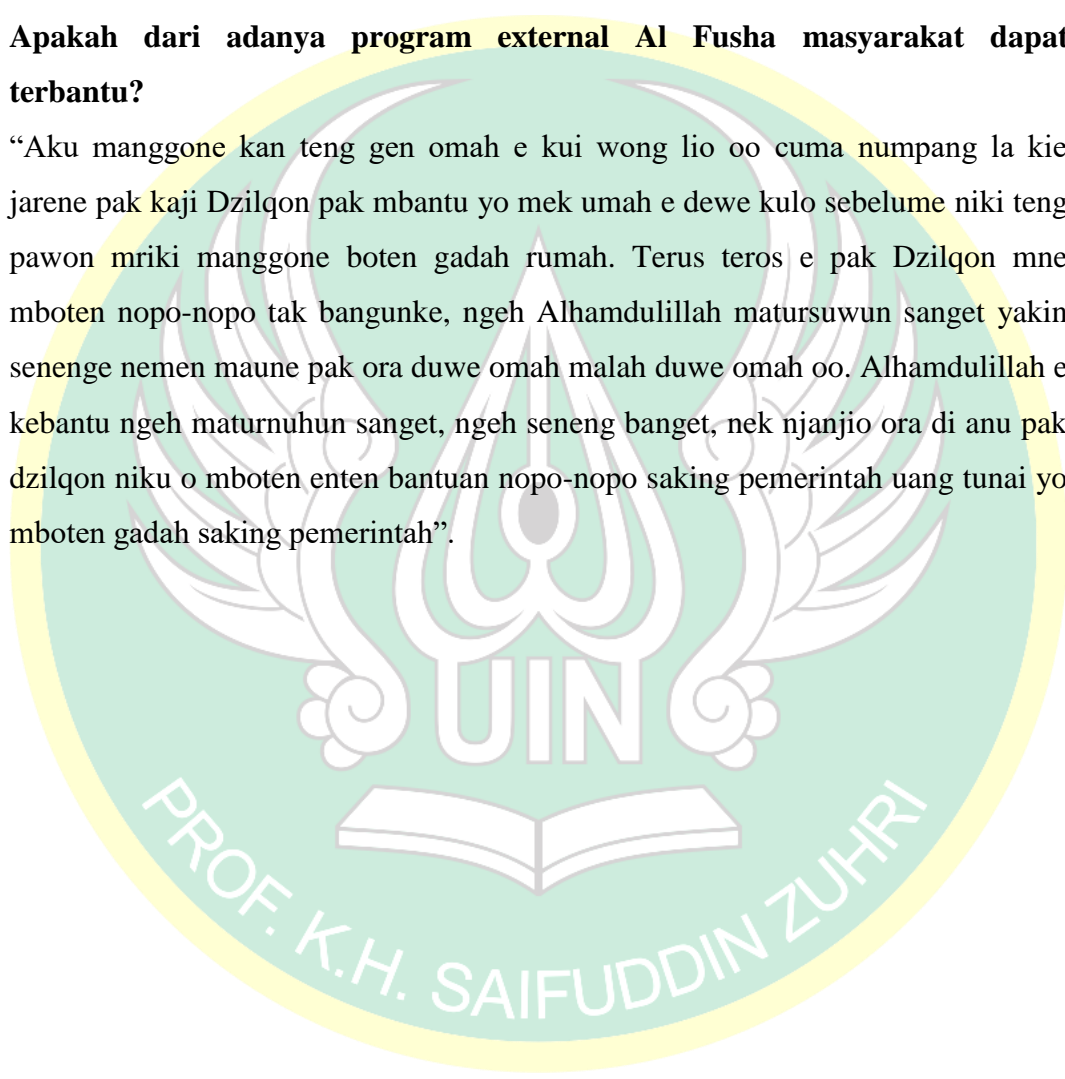 Apakah dari adanya program external Al Fusha masyarakat dapat
terbantu?
“Aku manggone kan teng gen omah e kui wong lio oo cuma numpang la kie
jarene pak kaji Dzilqon pak mbantu yo mek umah e dewe kulo sebelume niki teng
pawon mriki manggone boten gadah rumah. Terus teros e pak Dzilqon mne
mboten nopo-nopo tak bangunke, ngeh Alhamdulillah matursuwun sanget yakin
senenge nemen maune pak ora duwe omah malah duwe omah oo. Alhamdulillah e
kebantu ngeh maturnuhun sanget, ngeh seneng banget, nek njanjio ora di anu pak
dzilqon niku o mboten enten bantuan nopo-nopo saking pemerintah uang tunai yo
mboten gadah saking pemerintah”.
UIN
PROF. K.H. SAIFUDDIN ZUHRI